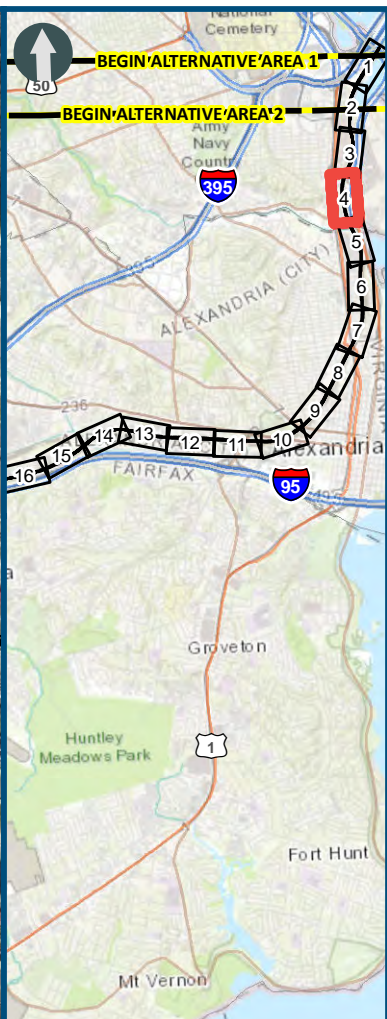 National
Cemetery
BEGIN ALTERNATIVE AREA 1
1
50
BEGIN ALTERNATIVE AREA 2
2
Army
Navy
Country
3
395
4
5
395
ALEXANDRIA (CITY)
6
VIRGINIA
7
8
236
9
10
11
12
13
14
15
16
Alexandria
FAIRFAX
95
495
a
Groveton
Huntley
Meadows Park
1
Fort Hunt
Mt Vernon